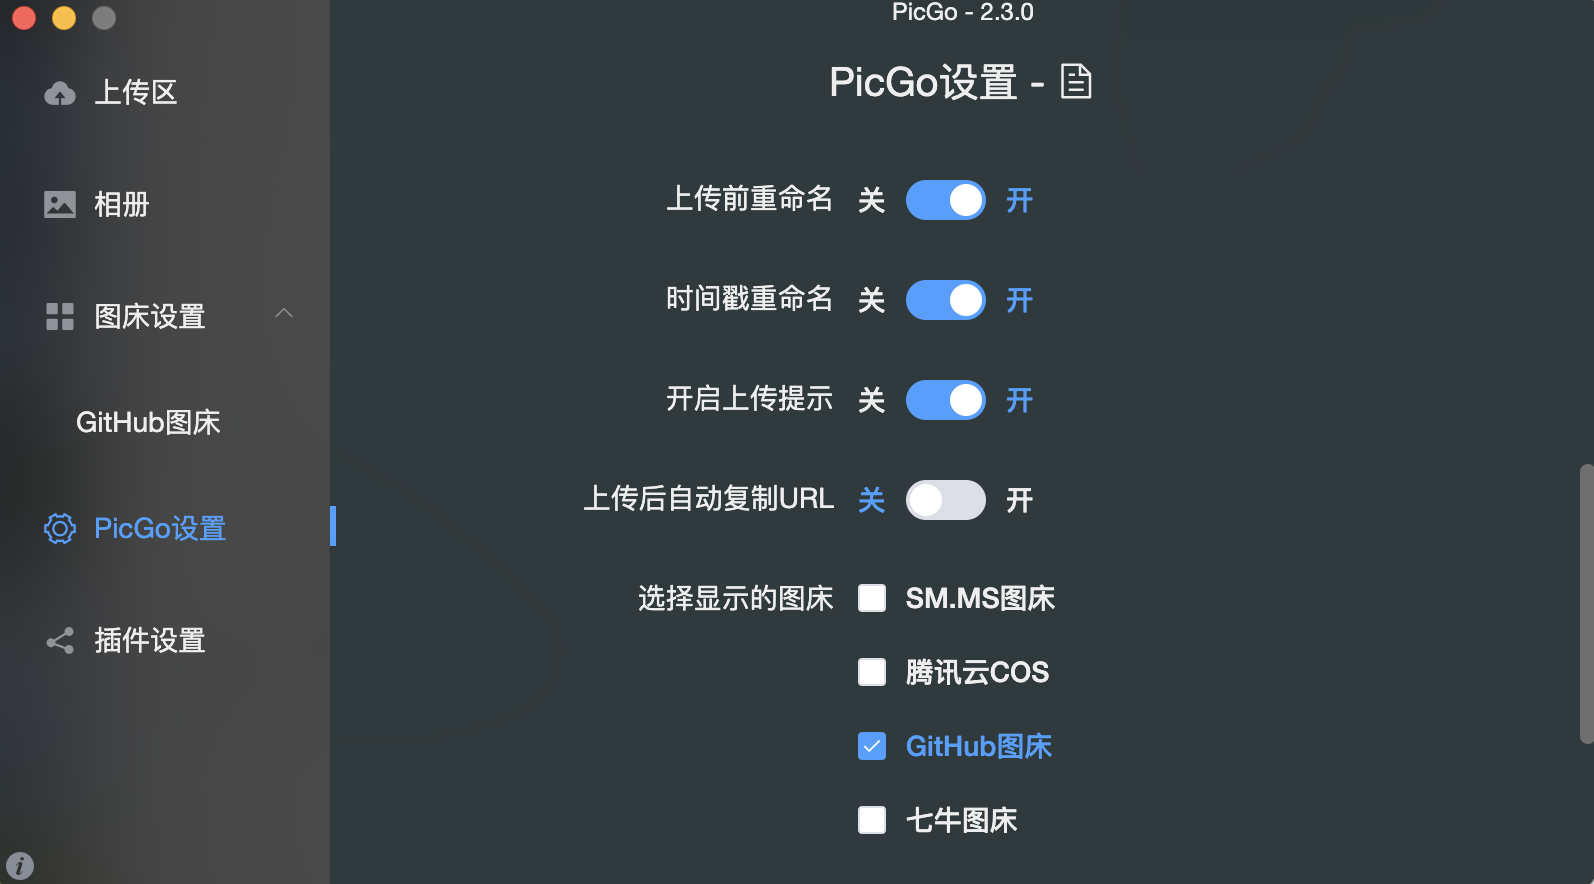 PicGo - 2.3.0
上传区
相册
图床设置
GitHub图床
PicGo设置
插件设置
PicGo设置 -
上传前重命名 关 开
时间戳重命名 关 开
开启上传提示 关 开
上传后自动复制URL 关 开
选择显示的图床 SM.MS图床
腾讯云COS
GitHub图床
七牛图床